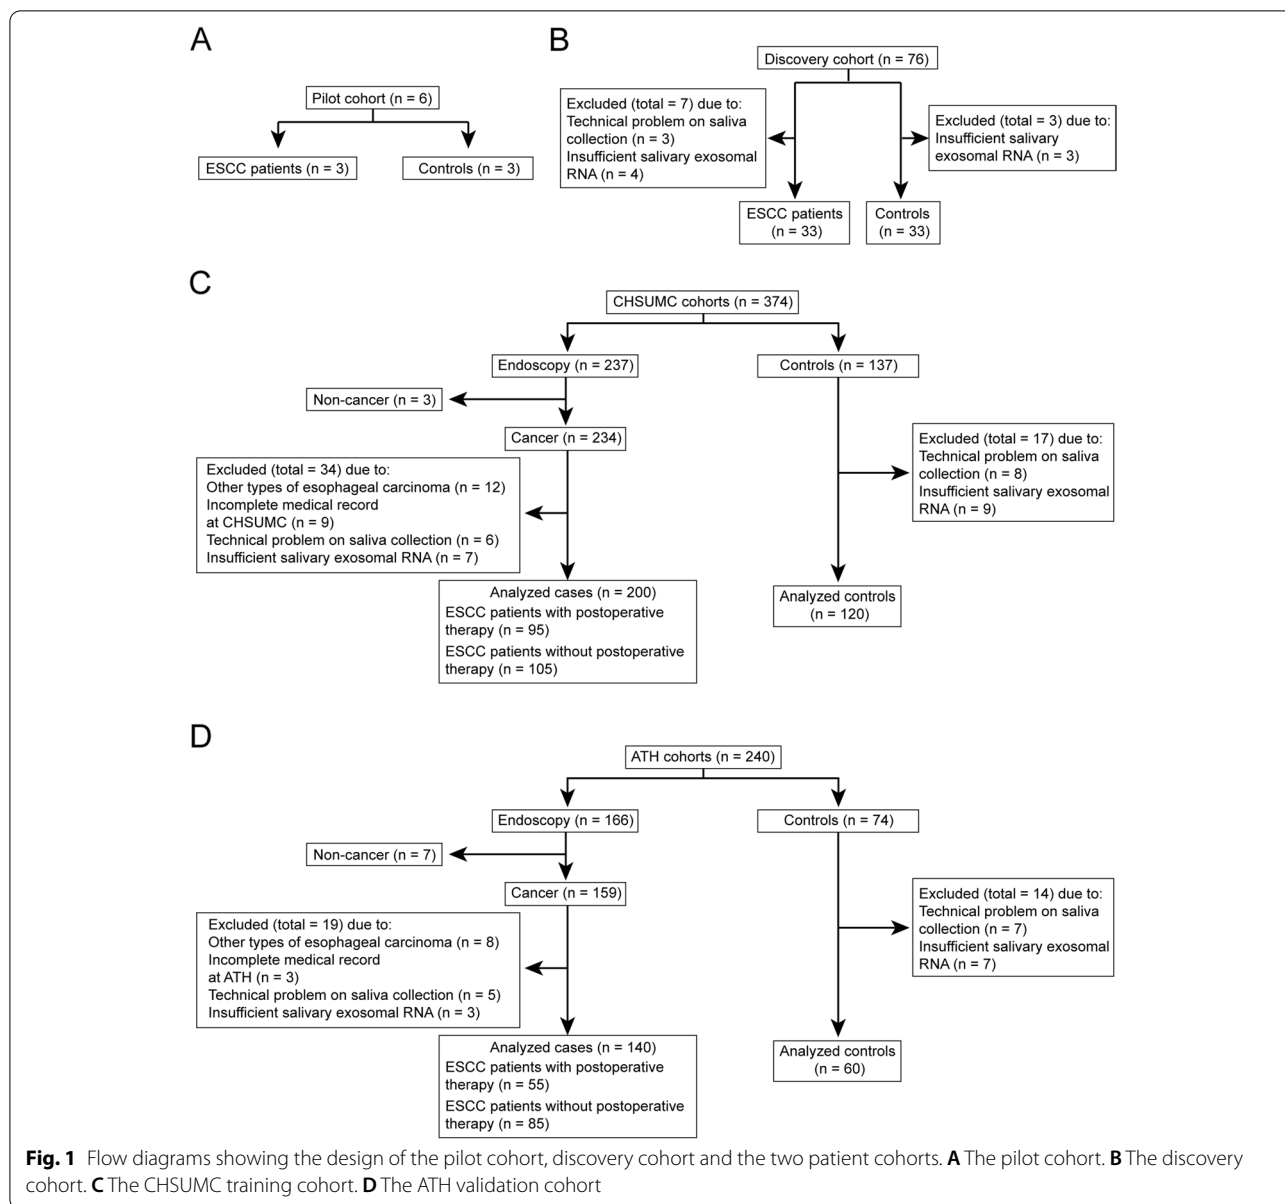 A
Pilot cohort (n = 6)
ESCC patients (n = 3)
Controls (n = 3)
B
Discovery cohort (n = 76)
Excluded (total = 7) due to:
Technical problem on saliva
collection (n = 3)
Insufficient salivary exosomal
RNA (n = 4)
Excluded (total = 3) due to:
Insufficient salivary
exosomal RNA (n = 3)
ESCC patients
(n = 33)
Controls
(n = 33)
C
CHSUMC cohorts (n = 374)
Endoscopy (n = 237)
Controls (n = 137)
Non-cancer (n = 3)
Cancer (n = 234)
Excluded (total = 34) due to:
Other types of esophageal carcinoma (n = 12)
Incomplete medical record
at CHSUMC (n = 9)
Technical problem on saliva collection (n = 6)
Insufficient salivary exosomal RNA (n = 7)
Excluded (total = 17) due to:
Technical problem on saliva
collection (n = 8)
Insufficient salivary exosomal
RNA (n = 9)
Analyzed cases (n = 200)
ESCC patients with postoperative
therapy (n = 95)
ESCC patients without postoperative
therapy (n = 105)
Analyzed controls
(n = 120)
D
ATH cohorts (n = 240)
Endoscopy (n = 166)
Controls (n = 74)
Non-cancer (n = 7)
Cancer (n = 159)
Excluded (total = 19) due to:
Other types of esophageal carcinoma (n = 8)
Incomplete medical record
at ATH (n = 3)
Technical problem on saliva collection (n = 5)
Insufficient salivary exosomal RNA (n = 3)
Excluded (total = 14) due to:
Technical problem on saliva
collection (n = 7)
Insufficient salivary exosomal
RNA (n = 7)
Analyzed cases (n = 140)
ESCC patients with postoperative
therapy (n = 55)
ESCC patients without postoperative
therapy (n = 85)
Analyzed controls
(n = 60)
Fig. 1 Flow diagrams showing the design of the pilot cohort, discovery cohort and the two patient cohorts. A The pilot cohort. B The discovery
cohort. C The CHSUMC training cohort. D The ATH validation cohort